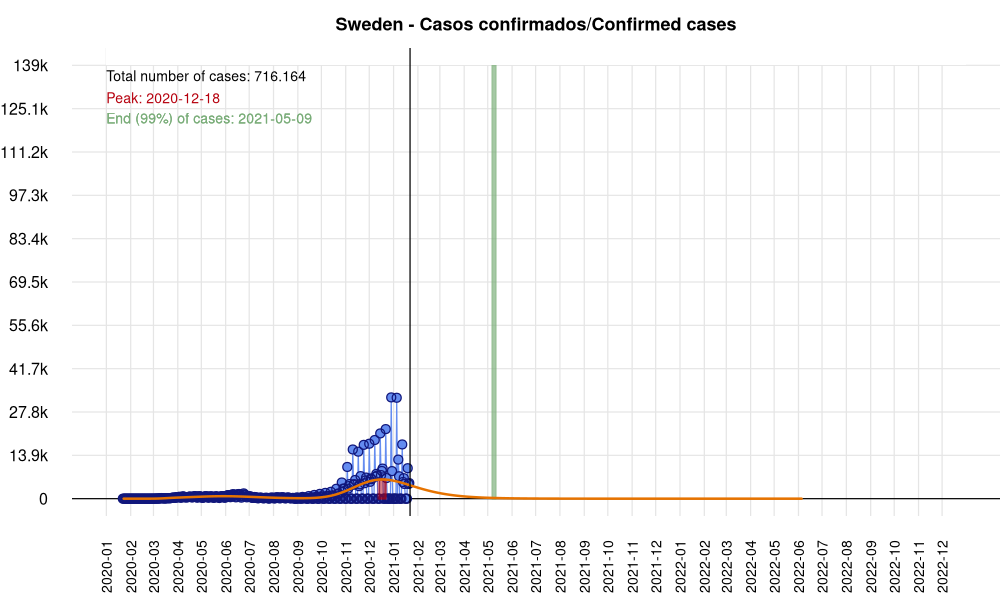 Sweden - Casos confirmados/Confirmed cases
Total number of cases: 716.164
Peak: 2020-12-18
End (99%) of cases: 2021-05-09
139k
125.1k
111.2k
97.3k
83.4k
69.5k
55.6k
41.7k
27.8k
13.9k
0
2020-01
2020-02
2020-03
2020-04
2020-05
2020-06
2020-07
2020-08
2020-09
2020-10
2020-11
2020-12
2021-01
2021-02
2021-03
2021-04
2021-05
2021-06
2021-07
2021-08
2021-09
2021-10
2021-11
2021-12
2022-01
2022-02
2022-03
2022-04
2022-05
2022-06
2022-07
2022-08
2022-09
2022-10
2022-11
2022-12